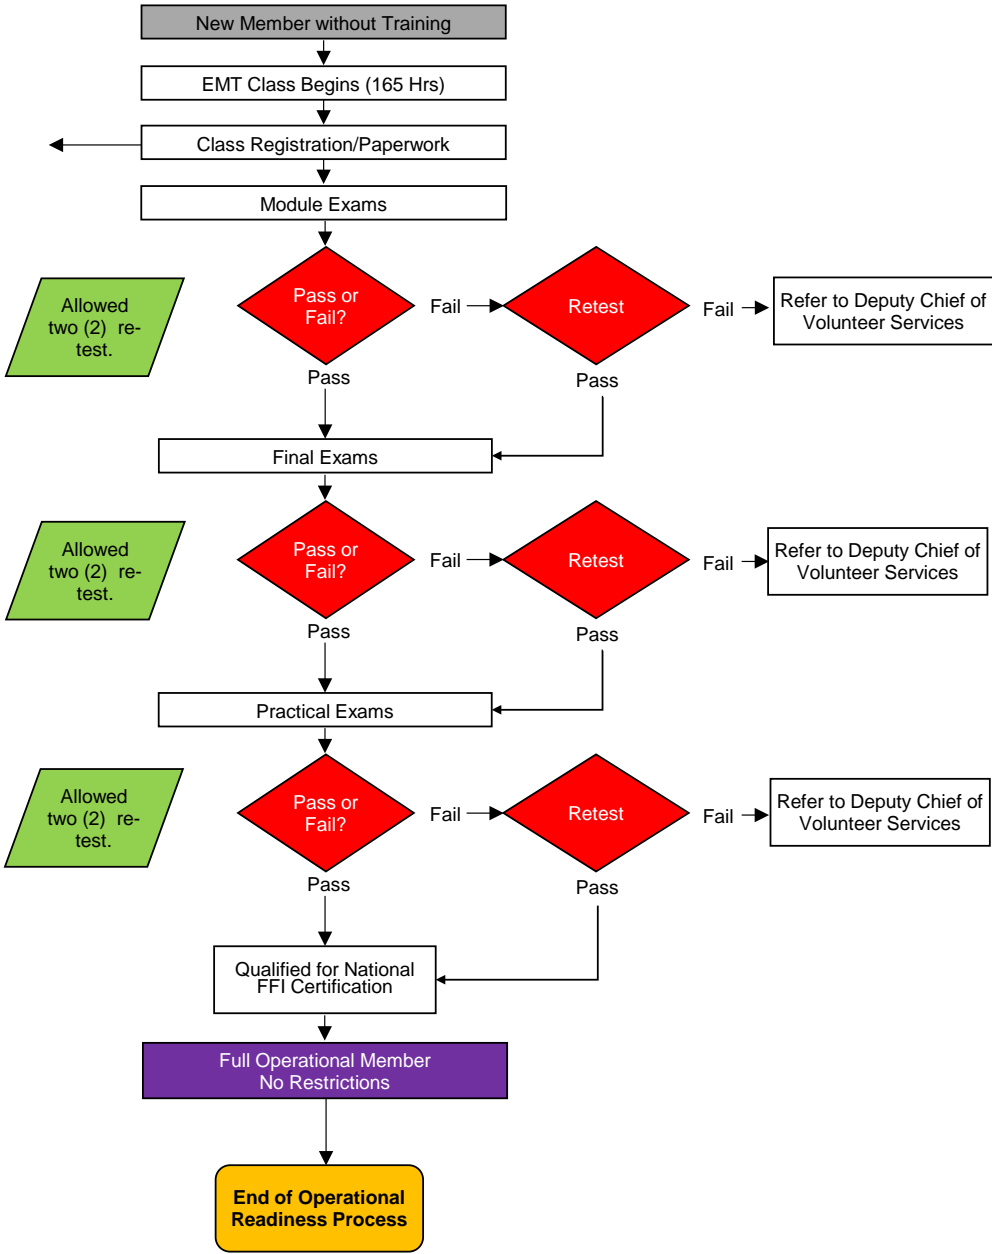 New Member without Training
EMT Class Begins (165 Hrs)
Class Registration/Paperwork
Module Exams
Allowed
two (2) re-
test.
Pass or
Fail?
Fail
Retest
Fail
Refer to Deputy Chief of
Volunteer Services
Pass
Pass
Final Exams
Allowed
two (2) re-
test.
Pass or
Fail?
Fail
Retest
Fail
Refer to Deputy Chief of
Volunteer Services
Pass
Pass
Practical Exams
Allowed
two (2) re-
test.
Pass or
Fail?
Fail
Retest
Fail
Refer to Deputy Chief of
Volunteer Services
Pass
Pass
Qualified for National
FFI Certification
Full Operational Member
No Restrictions
End of Operational
Readiness Process